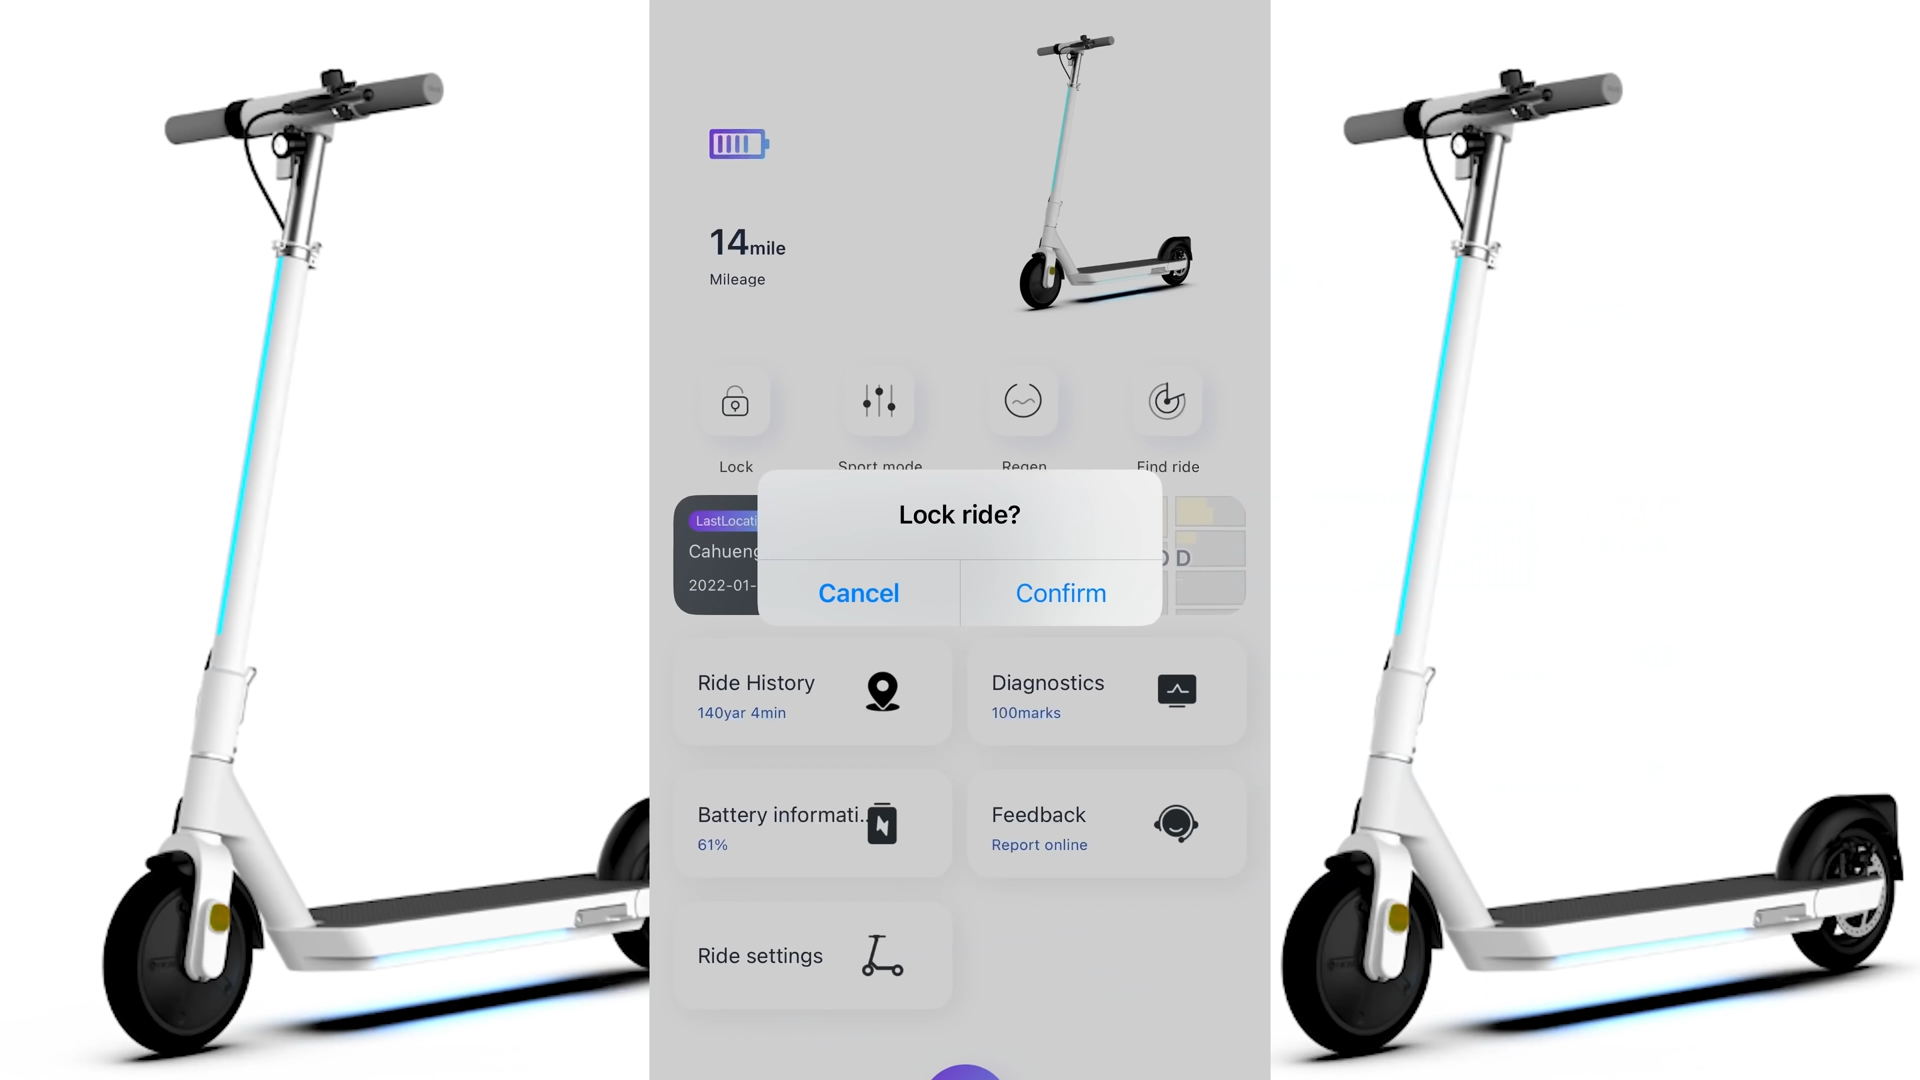 14mile
Mileage
Lock
Sport mode
Regen
Find ride
Lock ride?
Cancel
Confirm
LastLocati
Cahueng
2022-01-
O D
Ride History
140yar 4min
Diagnostics
100marks
Battery informati..
61%
Feedback
Report online
Ride settings